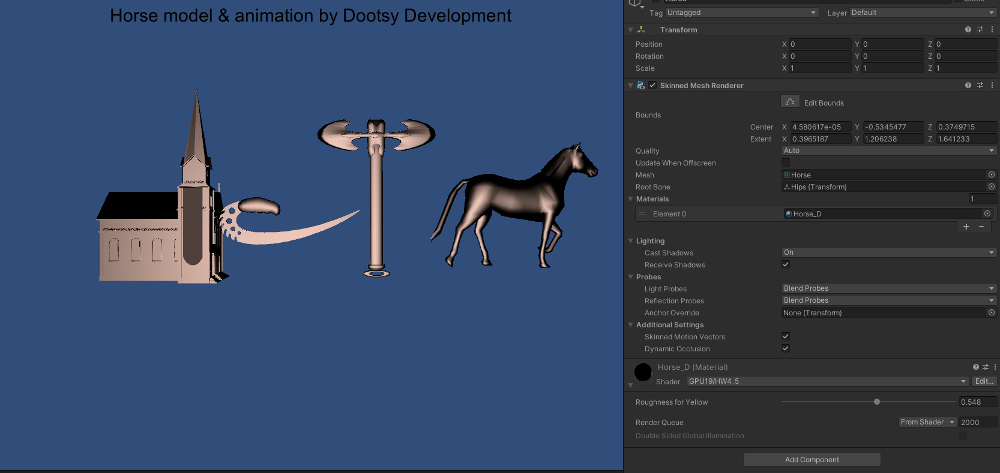 Horse model & animation by Dootsy Development
Tag Untagged Layer Default
Transform
Position X 0 Y 0 Z 0
Rotation X 0 Y 0 Z 0
Scale X 1 Y 1 Z 1
Skinned Mesh Renderer
Edit Bounds
Bounds
Center X 4.580617e-05 Y -0.5345477 Z 0.3749715
Extent X 0.3965187 Y 1.206238 Z 1.641233
Quality Auto
Update When Offscreen
Mesh Horse
Root Bone Hips (Transform)
Materials 1
Element 0 Horse_D
+ −
Lighting
Cast Shadows On
Receive Shadows
Probes
Light Probes Blend Probes
Reflection Probes Blend Probes
Anchor Override None (Transform)
Additional Settings
Skinned Motion Vectors
Dynamic Occlusion
Horse_D (Material)
Shader GPU19/HW4_5 Edit...
Roughness for Yellow 0.548
Render Queue From Shader 2000
Double Sided Global Illumination
Add Component